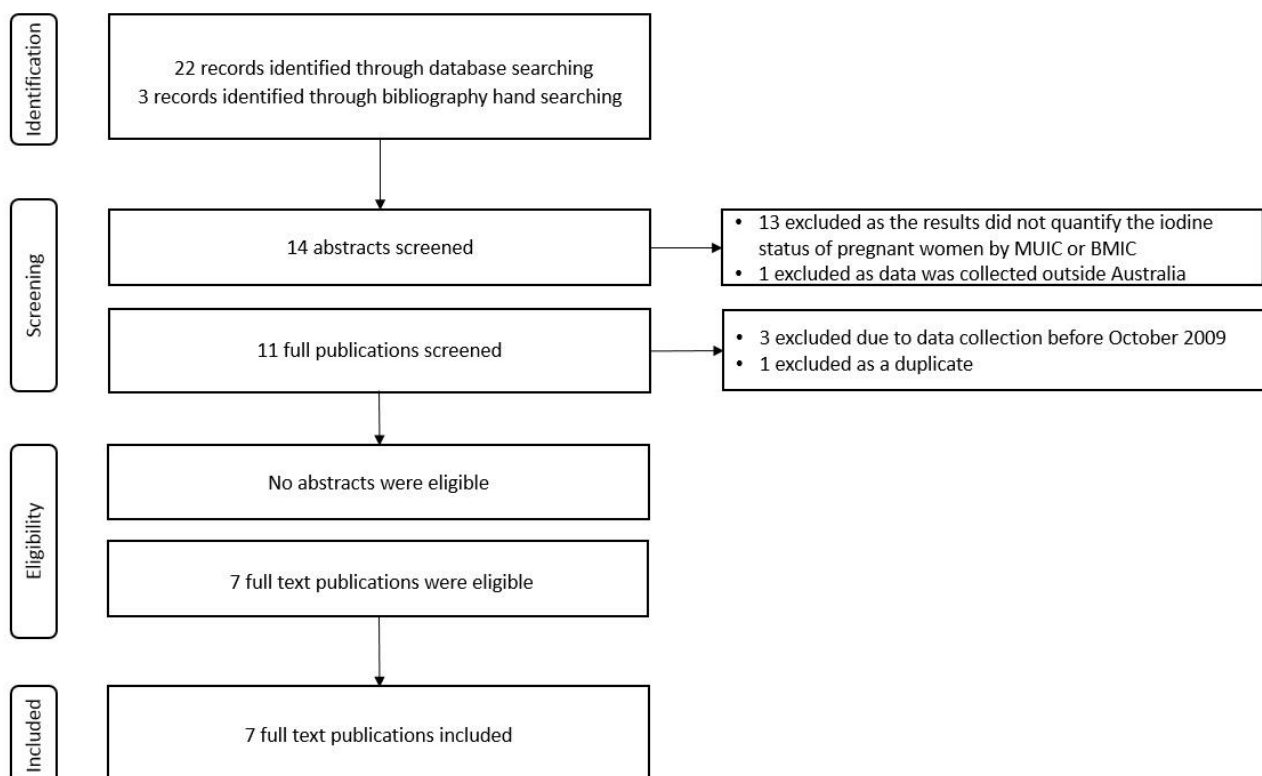 Identification
22 records identified through database searching
3 records identified through bibliography hand searching
Screening
14 abstracts screened
• 13 excluded as the results did not quantify the iodine
status of pregnant women by MUIC or BMIC
• 1 excluded as data was collected outside Australia
11 full publications screened
• 3 excluded due to data collection before October 2009
• 1 excluded as a duplicate
Eligibility
No abstracts were eligible
7 full text publications were eligible
Included
7 full text publications included